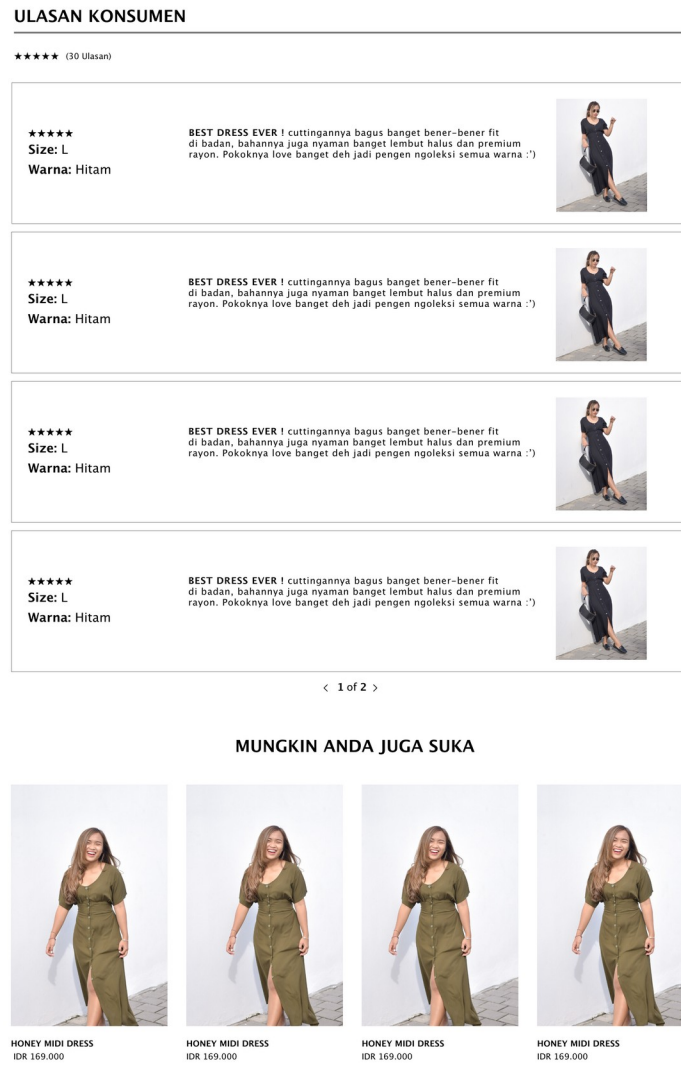 ULASAN KONSUMEN
★★★★★ (30 Ulasan)
★★★★★
Size: L
Warna: Hitam
BEST DRESS EVER ! cuttingannya bagus banget bener-bener fit
di badan, bahannya juga nyaman banget lembut halus dan premium
rayon. Pokoknya love banget deh jadi pengen ngoleksi semua warna :')
★★★★★
Size: L
Warna: Hitam
BEST DRESS EVER ! cuttingannya bagus banget bener-bener fit
di badan, bahannya juga nyaman banget lembut halus dan premium
rayon. Pokoknya love banget deh jadi pengen ngoleksi semua warna :')
★★★★★
Size: L
Warna: Hitam
BEST DRESS EVER ! cuttingannya bagus banget bener-bener fit
di badan, bahannya juga nyaman banget lembut halus dan premium
rayon. Pokoknya love banget deh jadi pengen ngoleksi semua warna :')
★★★★★
Size: L
Warna: Hitam
BEST DRESS EVER ! cuttingannya bagus banget bener-bener fit
di badan, bahannya juga nyaman banget lembut halus dan premium
rayon. Pokoknya love banget deh jadi pengen ngoleksi semua warna :')
< 1 of 2 >
MUNGKIN ANDA JUGA SUKA
HONEY MIDI DRESS
IDR 169.000
HONEY MIDI DRESS
IDR 169.000
HONEY MIDI DRESS
IDR 169.000
HONEY MIDI DRESS
IDR 169.000